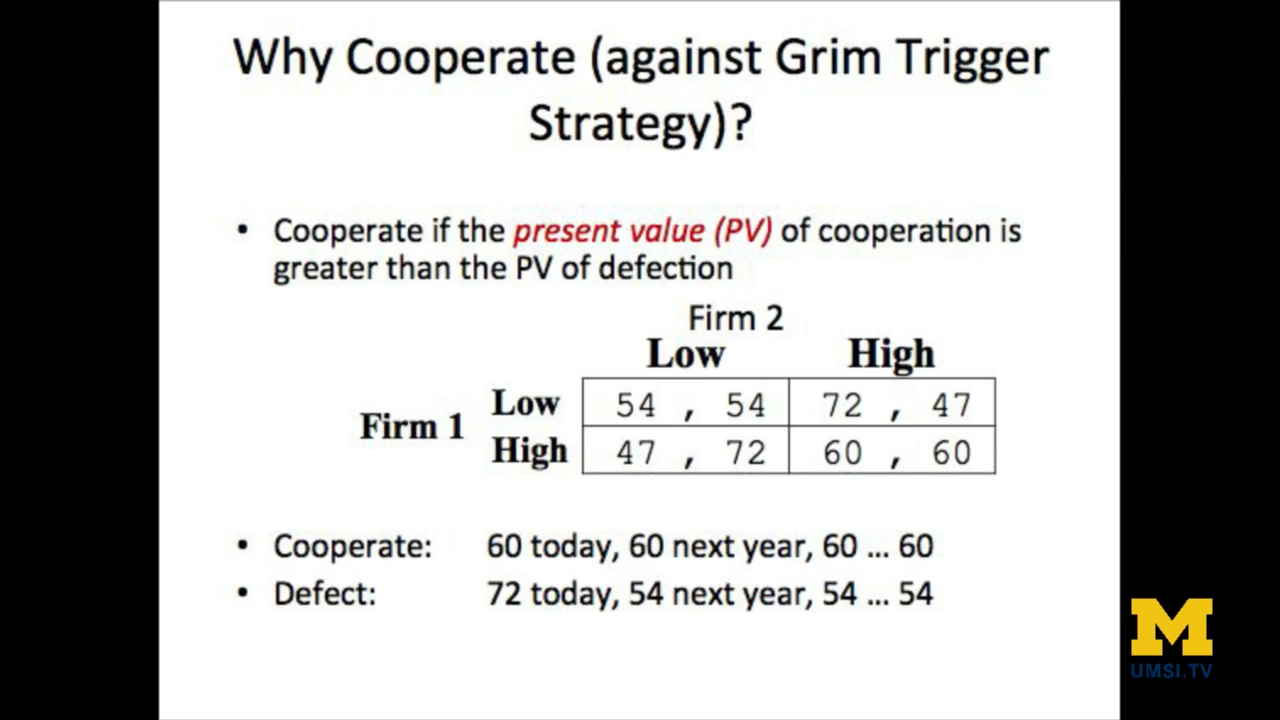 Why Cooperate (against Grim Trigger
Strategy)?
• Cooperate if the present value (PV) of cooperation is
greater than the PV of defection
Firm 2
Low High
Firm 1
Low 54 , 54 72 , 47
High 47 , 72 60 , 60
• Cooperate: 60 today, 60 next year, 60 ... 60
• Defect: 72 today, 54 next year, 54 ... 54
M
UMSI.TV